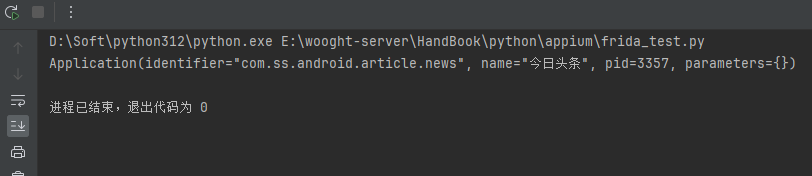 D:\Soft\python312\python.exe E:\wooght-server\HandBook\python\appium\frida_test.py
Application(identifier="com.ss.android.article.news", name="今日头条", pid=3357, parameters={})
进程已结束，退出代码为 0